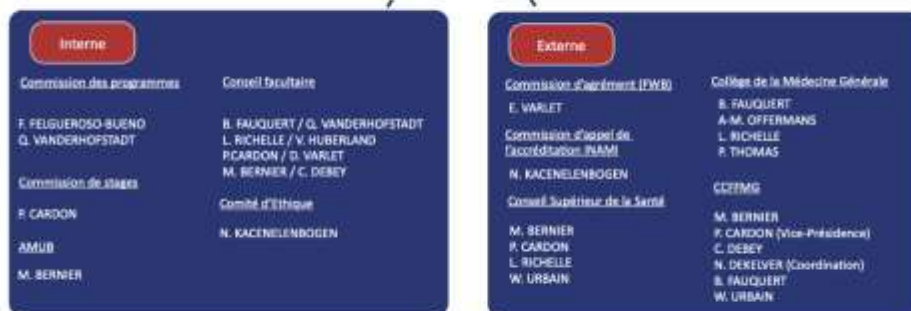 Interne
Commission des programmes
F. FELGUEROSO-BUENO
Q. VANDERHOFSTADT
Commission de stages
P. CARDON
AMUB
M. BERNIER
Conseil facultaire
B. FAUQUERT / Q. VANDERHOFSTADT
L. RICHELLE / V. HUBERLAND
P.CARDON / D. VARLET
M. BERNIER / C. DEBEY
Comité d'Ethique
N. KACENELENBOGEN
Externe
Commission d'agrément (FWB)
E. VARLET
Commission d'appel de
l'accréditation INAMI
N. KACENELENBOGEN
Conseil Supérieur de la Santé
M. BERNIER
P. CARDON
L. RICHELLE
W. URBAIN
Collège de la Médecine Générale
B. FAUQUERT
A-M. OFFERMANS
L. RICHELLE
P. THOMAS
CCFFMG
M. BERNIER
P. CARDON (Vice-Présidence)
C. DEBEY
N. DEKELVER (Coordination)
B. FAUQUERT
W. URBAIN